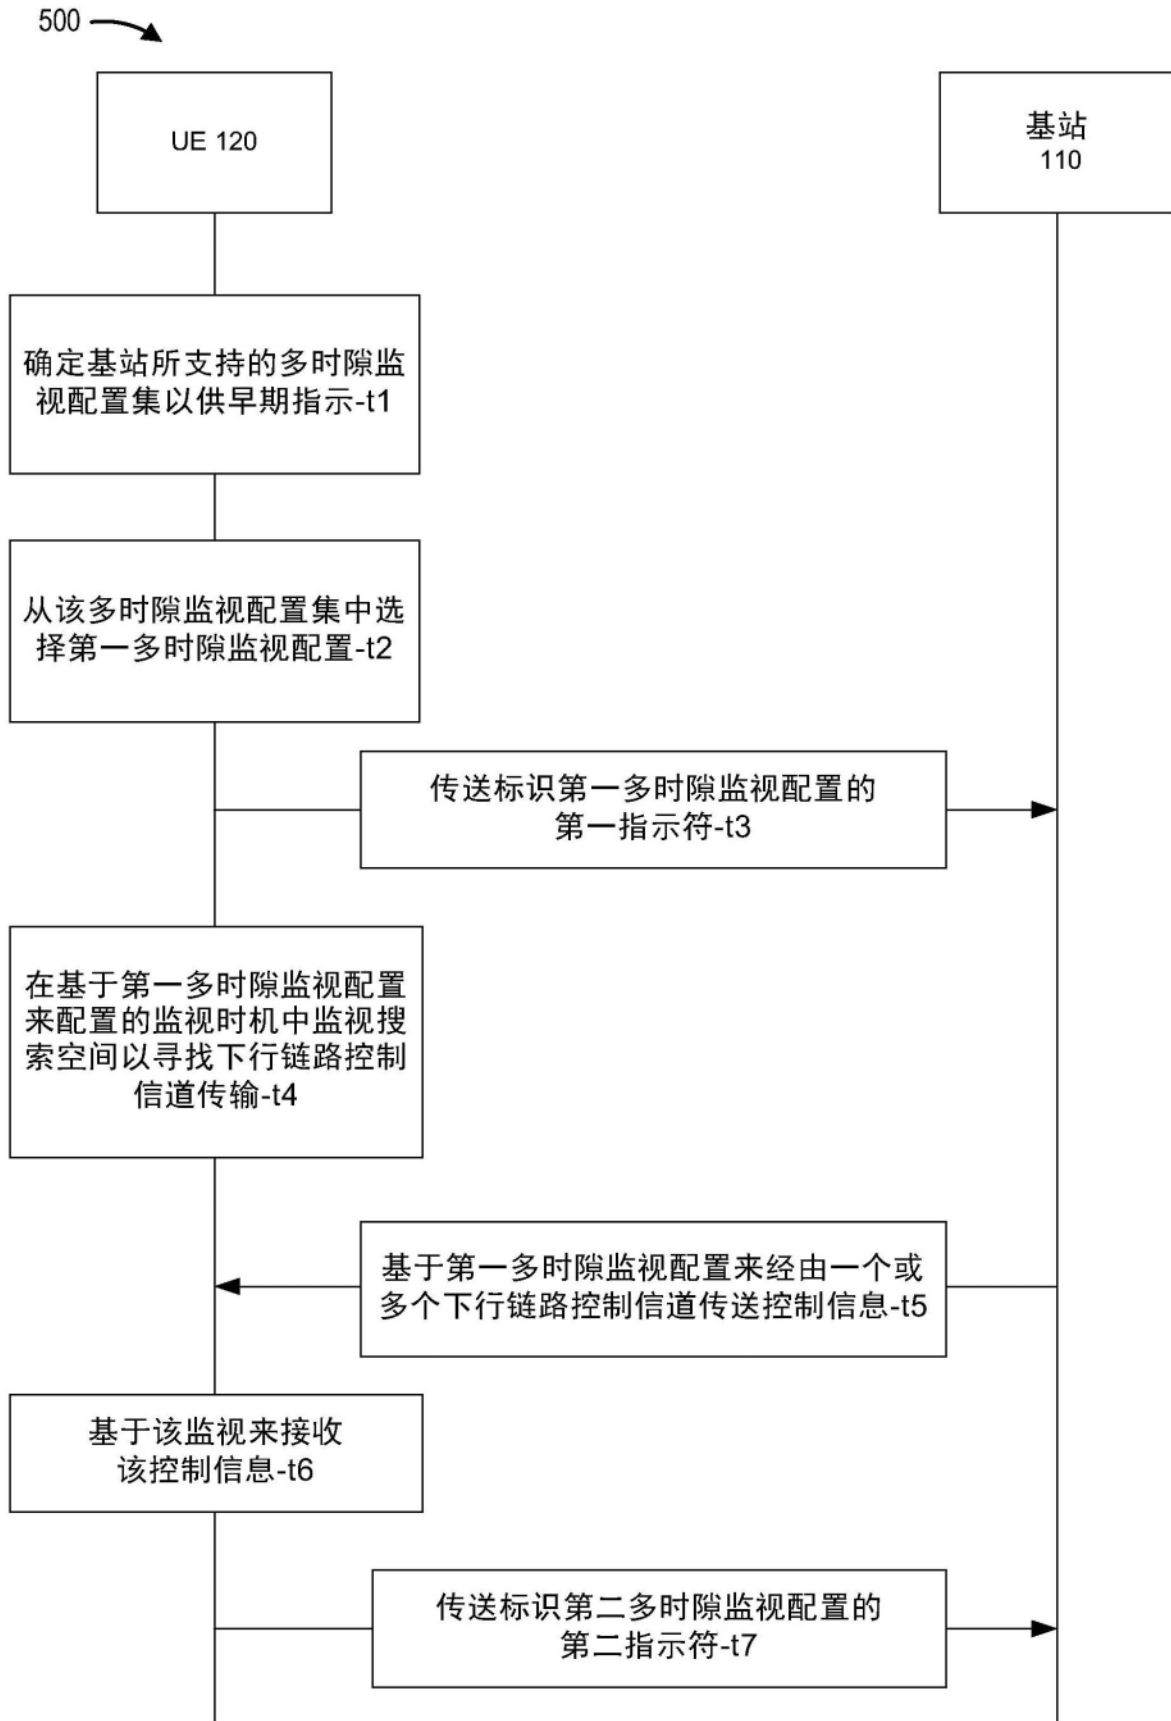 500
UE 120
基站
110
确定基站所支持的多时隙监
视配置集以供早期指示-t1
从该多时隙监视配置集中选
择第一多时隙监视配置-t2
传送标识第一多时隙监视配置的
第一指示符-t3
在基于第一多时隙监视配置
来配置的监视时机中监视搜
索空间以寻找下行链路控制
信道传输-t4
基于第一多时隙监视配置来经由一个或
多个下行链路控制信道传送控制信息-t5
基于该监视来接收
该控制信息-t6
传送标识第二多时隙监视配置的
第二指示符-t7